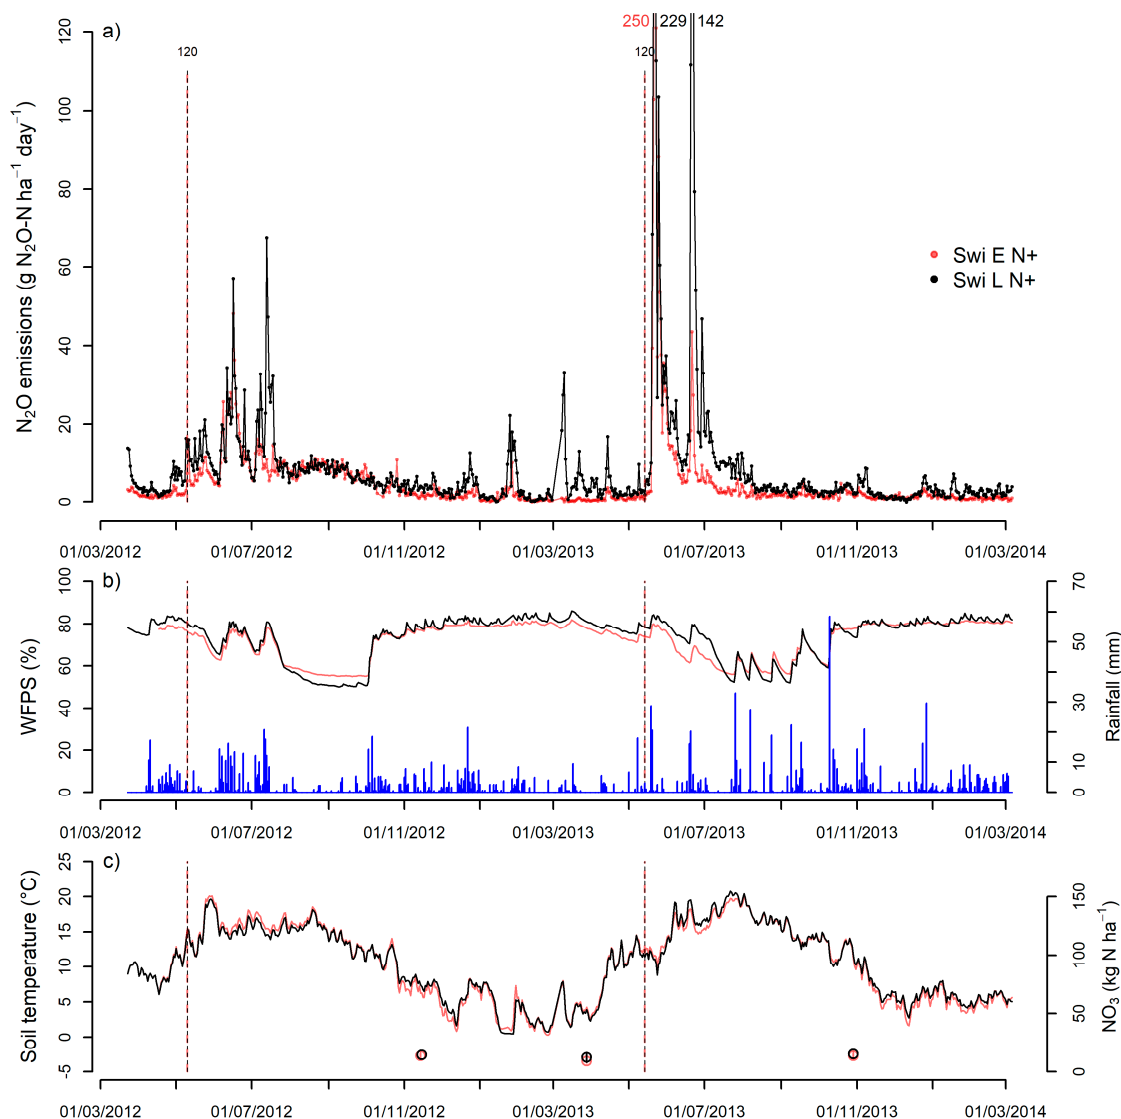 a)
250 229 142
120 120
120
100
80
60
40
20
0
N₂O emissions (g N₂O-N ha⁻¹ day⁻¹)
Swi E N+
Swi L N+
01/03/2012 01/07/2012 01/11/2012 01/03/2013 01/07/2013 01/11/2013 01/03/2014
b)
100
80
60
40
20
0
WFPS (%)
70
60
50
40
30
20
10
0
Rainfall (mm)
01/03/2012 01/07/2012 01/11/2012 01/03/2013 01/07/2013 01/11/2013 01/03/2014
c)
25
20
15
10
5
0
-5
Soil temperature (°C)
150
100
50
0
NO₃ (kg N ha⁻¹)
01/03/2012 01/07/2012 01/11/2012 01/03/2013 01/07/2013 01/11/2013 01/03/2014